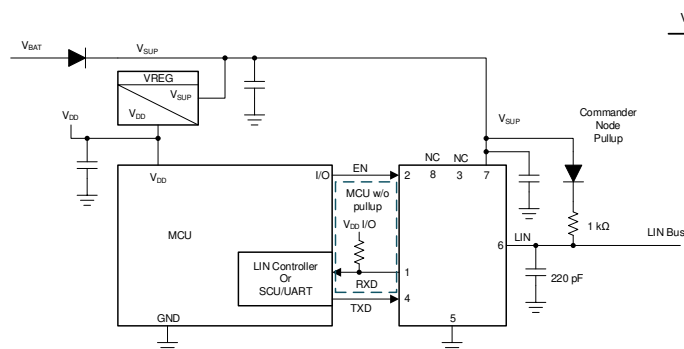 V
VBAT
VSUP
VREG
VSUP
VDD
VDD
VSUP
Commander
Node
Pullup
VDD
I/O
EN
2
NC
8
NC
3
7
MCU w/o
pullup
MCU
VDD I/O
1 kΩ
LIN
LIN Bus
6
LIN Controller
Or
SCU/UART
1
RXD
4
TXD
220 pF
GND
5